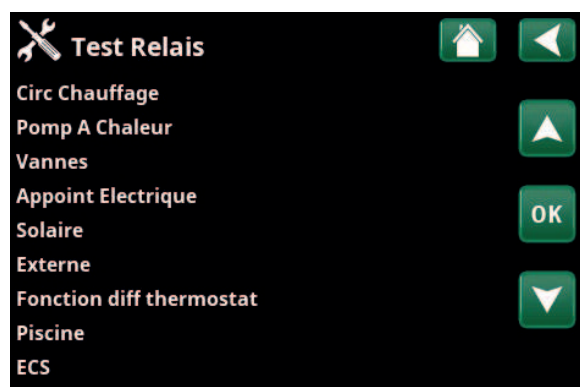 Test Relais
Circ Chauffage
Pomp A Chaleur
Vannes
Appoint Electrique
OK
Solaire
Externe
Fonction diff thermostat
Piscine
ECS